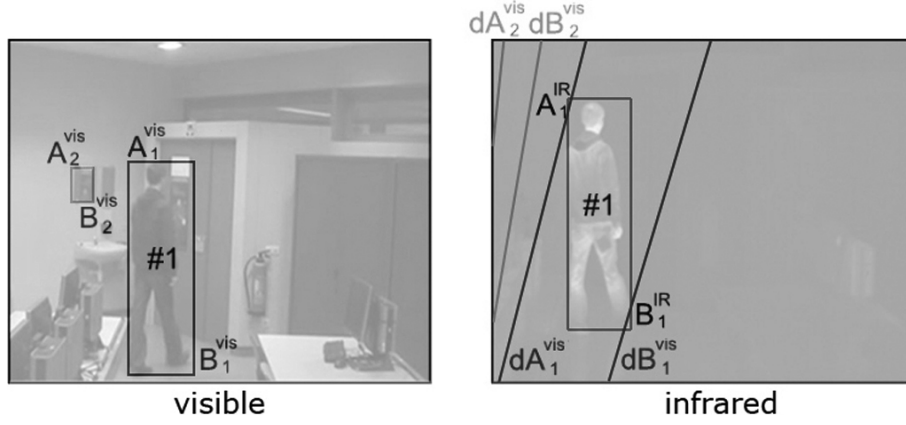 dA₂ᵛⁱˢ dB₂ᵛⁱˢ
A₂ᵛⁱˢ A₁ᵛⁱˢ
A₁ᴵᴿ
B₂ᵛⁱˢ
#1
#1
B₁ᵛⁱˢ
B₁ᴵᴿ
dA₁ᵛⁱˢ dB₁ᵛⁱˢ
visible
infrared